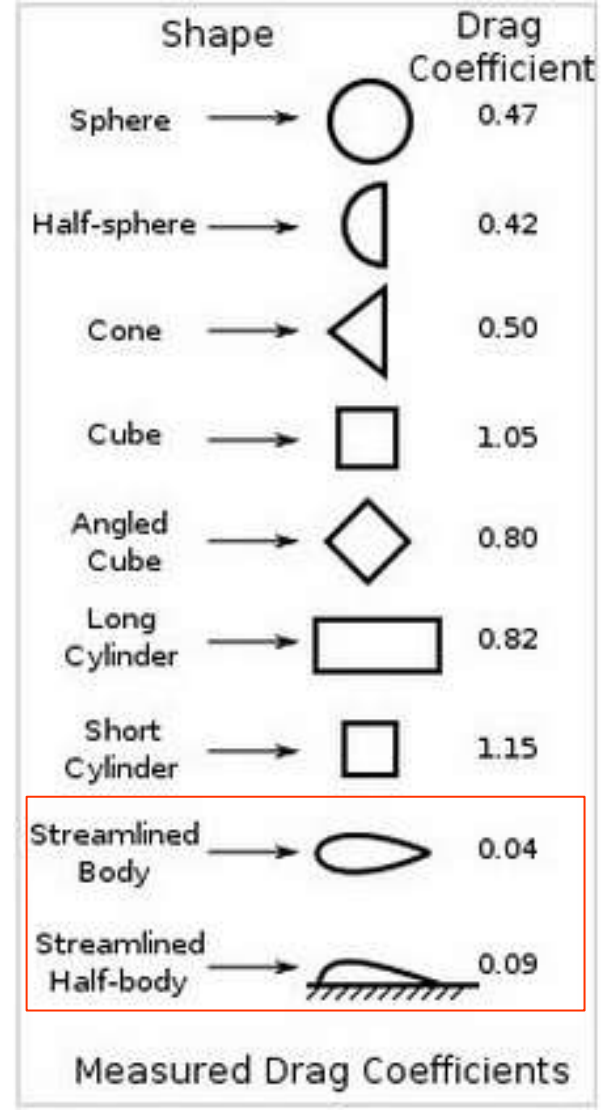 Shape
Drag
Coefficient
Sphere
0.47
Half-sphere
0.42
Cone
0.50
Cube
1.05
Angled
Cube
0.80
Long
Cylinder
0.82
Short
Cylinder
1.15
Streamlined
Body
0.04
Streamlined
Half-body
0.09
Measured Drag Coefficients